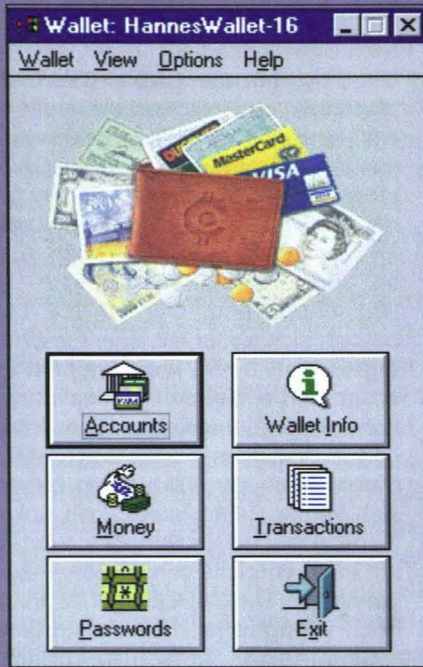 Wallet: HannesWallet-16
Wallet View Options Help
MasterCard
VISA
Accounts
Wallet Info
Money
Transactions
Passwords
Exit